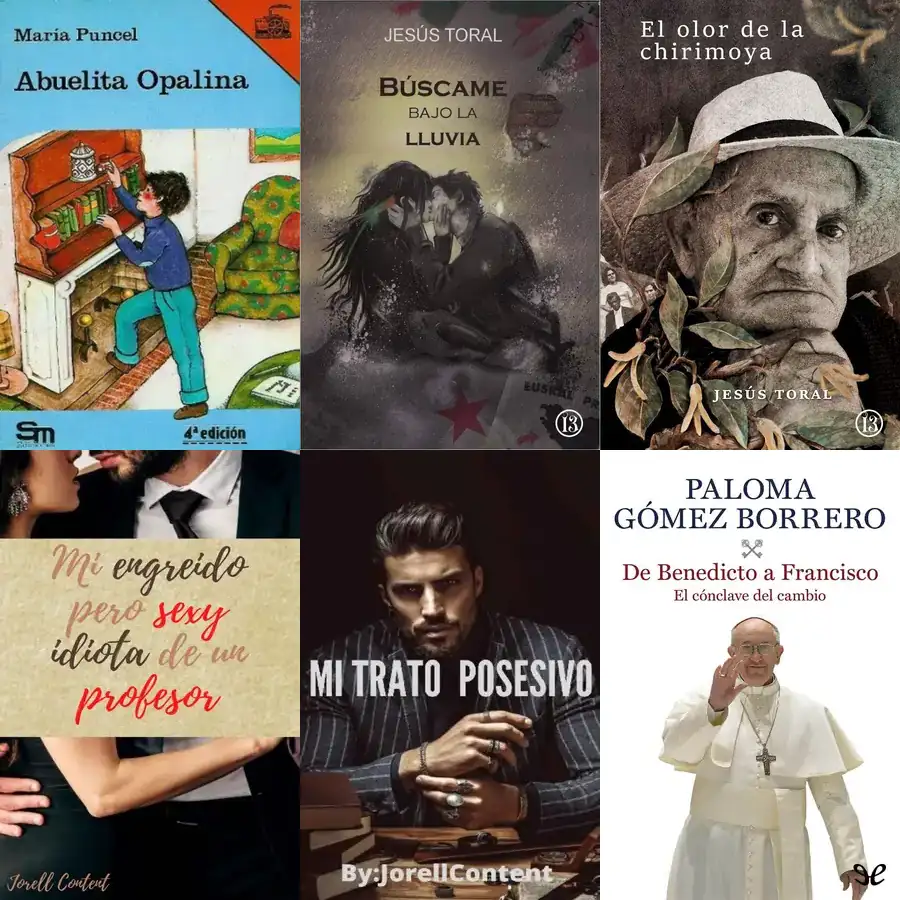 María Puncel
Abuelita Opalina
Sm
4ª edición
JESÚS TORAL
BÚSCAME
BAJO LA
LLUVIA
EUSKAL
13
El olor de la
chirimoya
JESÚS TORAL
13
Mi engreído
pero sexy
idiota de un
profesor
Jorell Content
MI TRATO POSESIVO
By:JorellContent
PALOMA
GÓMEZ BORRERO
De Benedicto a Francisco
El cónclave del cambio